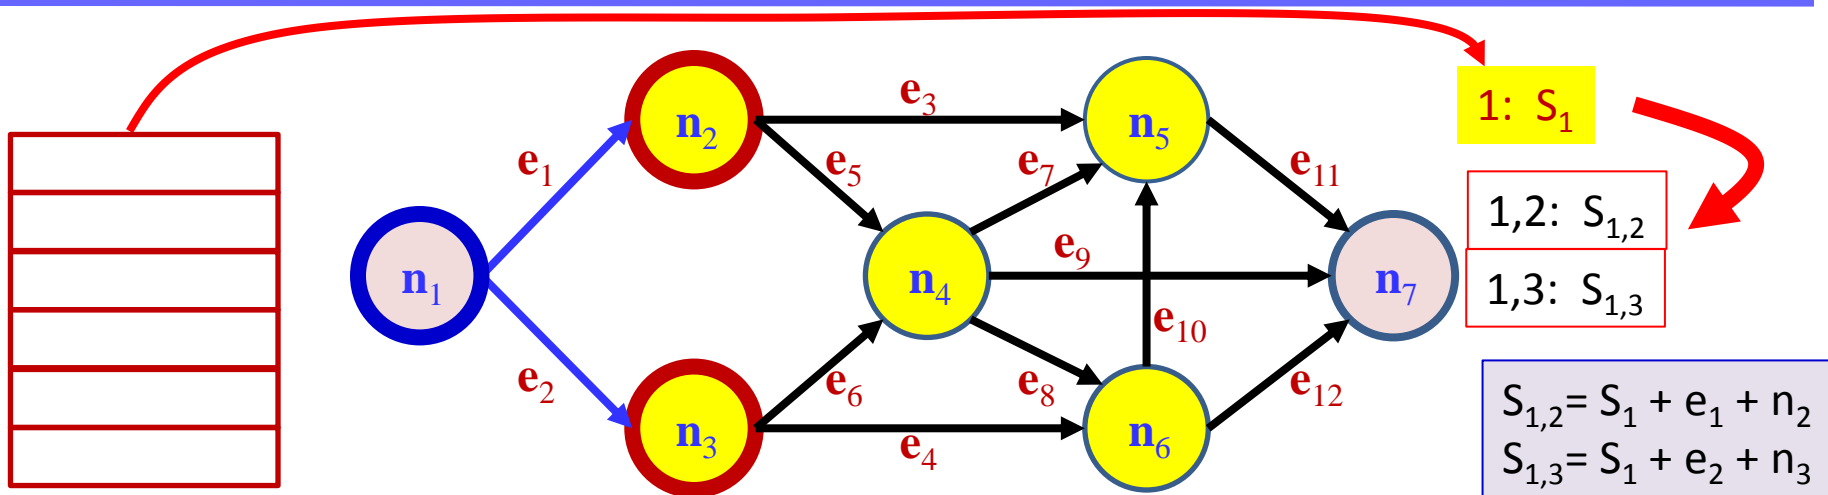 e3
1: S1
n2
n5
e1
e5
e7
e11
1,2: S1,2
n1
n4
e9
n7
1,3: S1,3
e10
e2
e6
e8
e12
S1,2= S1 + e1 + n2
n3
e4
n6
S1,3= S1 + e2 + n3